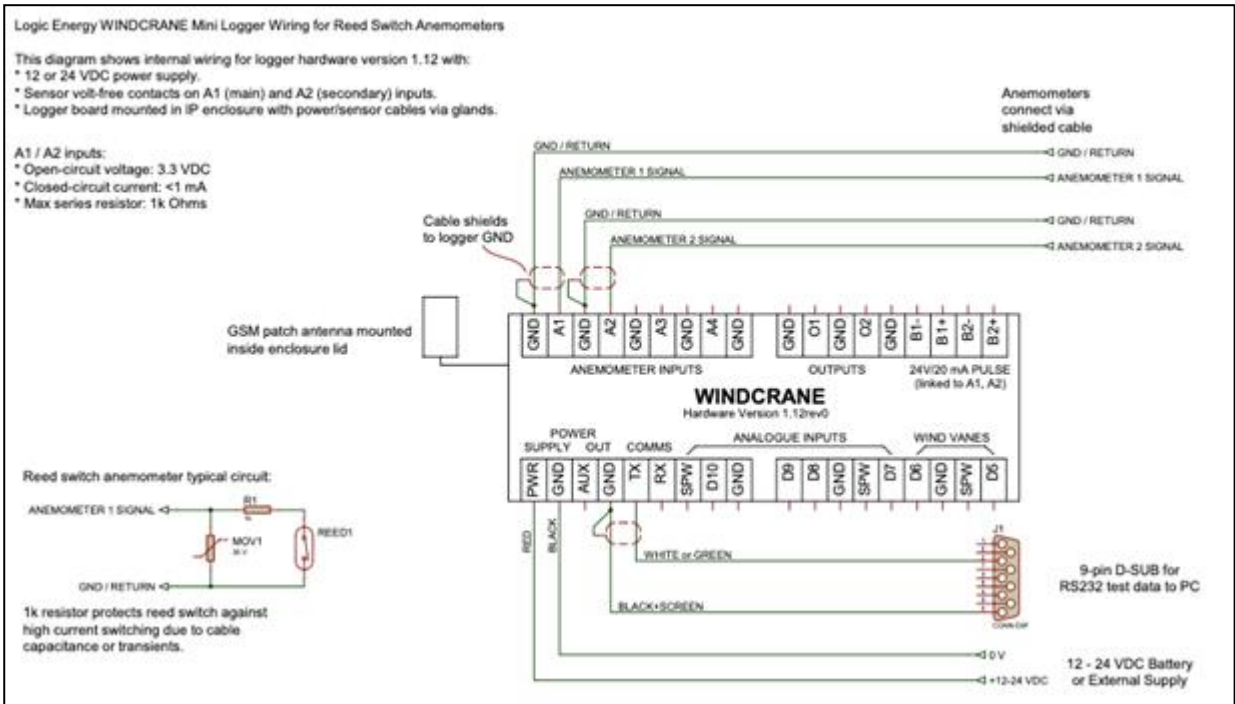 Logic Energy WINDCRANE Mini Logger Wiring for Reed Switch Anemometers
This diagram shows internal wiring for logger hardware version 1.12 with:
* 12 or 24 VDC power supply.
* Sensor volt-free contacts on A1 (main) and A2 (secondary) inputs.
* Logger board mounted in IP enclosure with power/sensor cables via glands.
A1 / A2 inputs:
* Open-circuit voltage: 3.3 VDC
* Closed-circuit current: <1 mA
* Max series resistor: 1k Ohms
Anemometers
connect via
shielded cable
GND / RETURN
GND / RETURN
ANEMOMETER 1 SIGNAL
ANEMOMETER 1 SIGNAL
GND / RETURN
GND / RETURN
ANEMOMETER 2 SIGNAL
ANEMOMETER 2 SIGNAL
Cable shields
to logger GND
GSM patch antenna mounted
inside enclosure lid
GND A1 GND A2 GND A3 GND A4 GND
GND O1 GND O2 GND B1- B1+ B2- B2+
ANEMOMETER INPUTS
OUTPUTS
24V/20 mA PULSE
(linked to A1, A2)
WINDCRANE
Hardware Version 1.12rev0
POWER
SUPPLY OUT COMMS
ANALOGUE INPUTS
WIND VANES
PWR GND AUX GND TX RX SPW D10 GND
D9 D8 GND SPW D7 D6 GND SPW D5
Reed switch anemometer typical circuit:
ANEMOMETER 1 SIGNAL
R1
MOV1
REED1
GND / RETURN
1k resistor protects reed switch against
high current switching due to cable
capacitance or transients.
RED
BLACK
WHITE or GREEN
BLACK+SCREEN
J1
9-pin D-SUB for
RS232 test data to PC
0 V
+12-24 VDC
12 - 24 VDC Battery
or External Supply